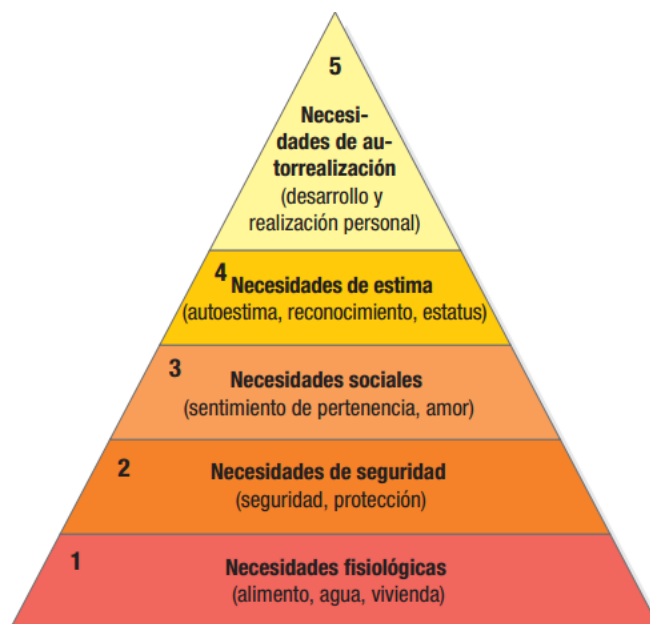 5
Necesi-
dades de au-
torrealización
(desarrollo y
realización personal)
4 Necesidades de estima
(autoestima, reconocimiento, estatus)
3
Necesidades sociales
(sentimiento de pertenencia, amor)
2 Necesidades de seguridad
(seguridad, protección)
1 Necesidades fisiológicas
(alimento, agua, vivienda)